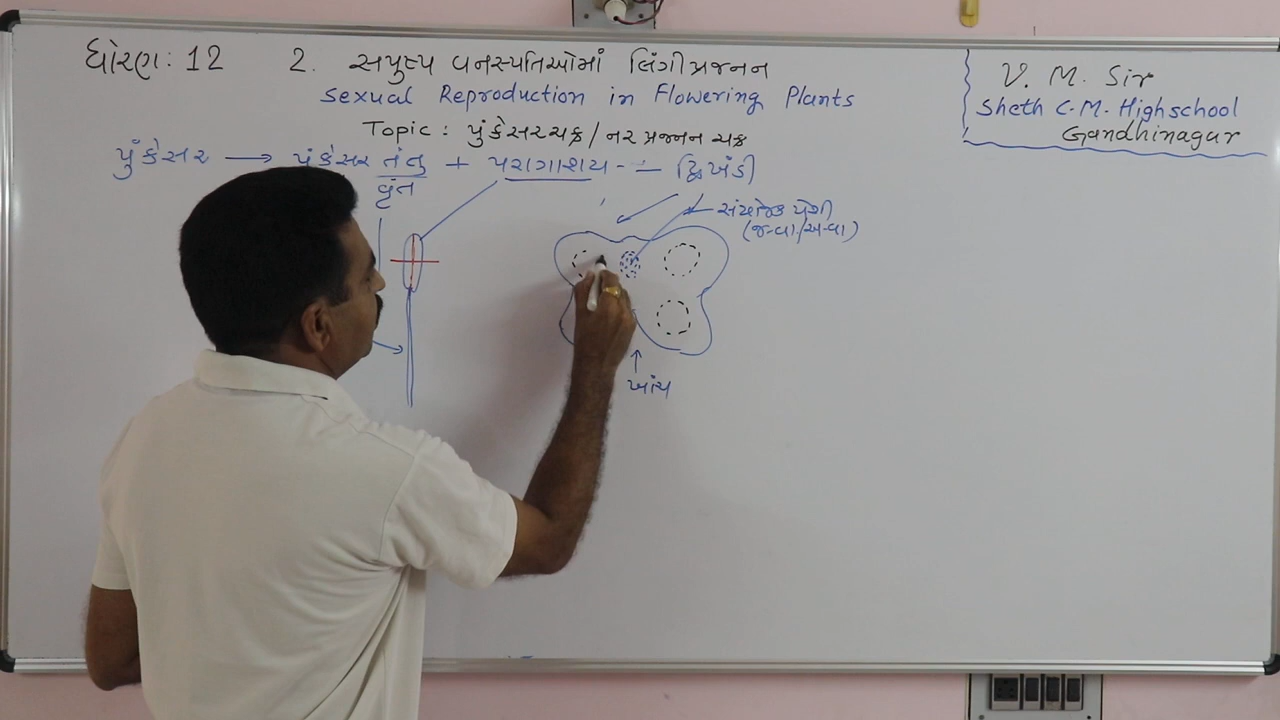 ધોરણ: 12 2. સપુષ્પ વનસ્પતિઓમાં લિંગીપ્રજનન
Sexual Reproduction in Flowering Plants
Topic: પુંકેસરચક્ર/નર પ્રજનન ચક્ર
પુંકેસર → પુંકેસર તંતુ + પરાગાશય -- દ્વિખંડી
વૃંત
સંયોજક પેશી
(જ-વા/અ-વા)
ખાંચ
V. M. Sir
Sheth C.M. Highschool
Gandhinagar